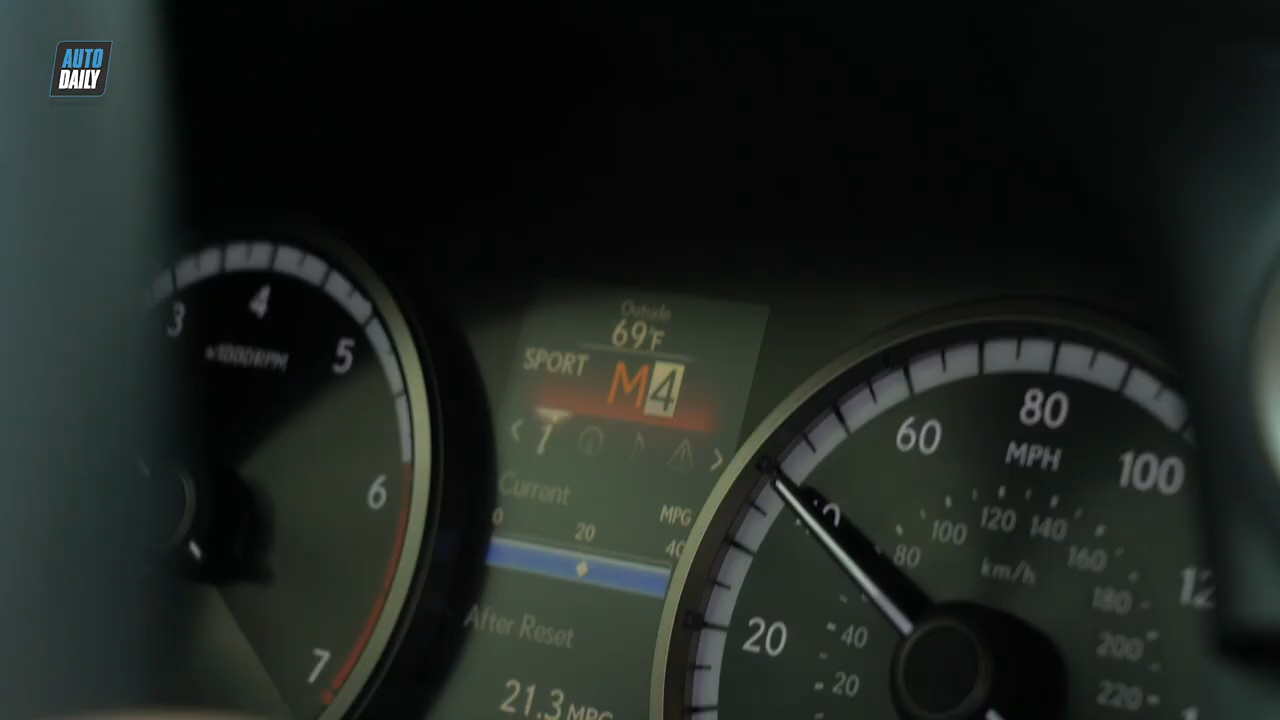 AUTO
DAILY
3
4
5
6
7
x1000RPM
Outside
69°F
SPORT
M4
Current
0
20
40
MPG
After Reset
21.3 MPG
20
60
80
100
MPH
20
40
80
100
120
140
160
180
200
220
km/h